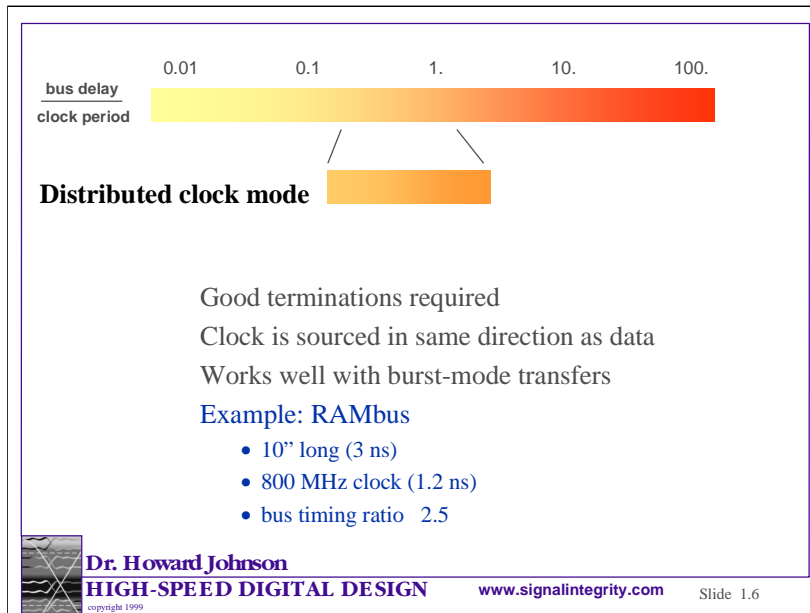 0.01 0.1 1. 10. 100.
bus delay
clock period
Distributed clock mode
Good terminations required
Clock is sourced in same direction as data
Works well with burst-mode transfers
Example: RAMbus
• 10” long (3 ns)
• 800 MHz clock (1.2 ns)
• bus timing ratio 2.5
Dr. Howard Johnson
HIGH-SPEED DIGITAL DESIGN www.signalintegrity.com Slide 1.6
copyright 1999